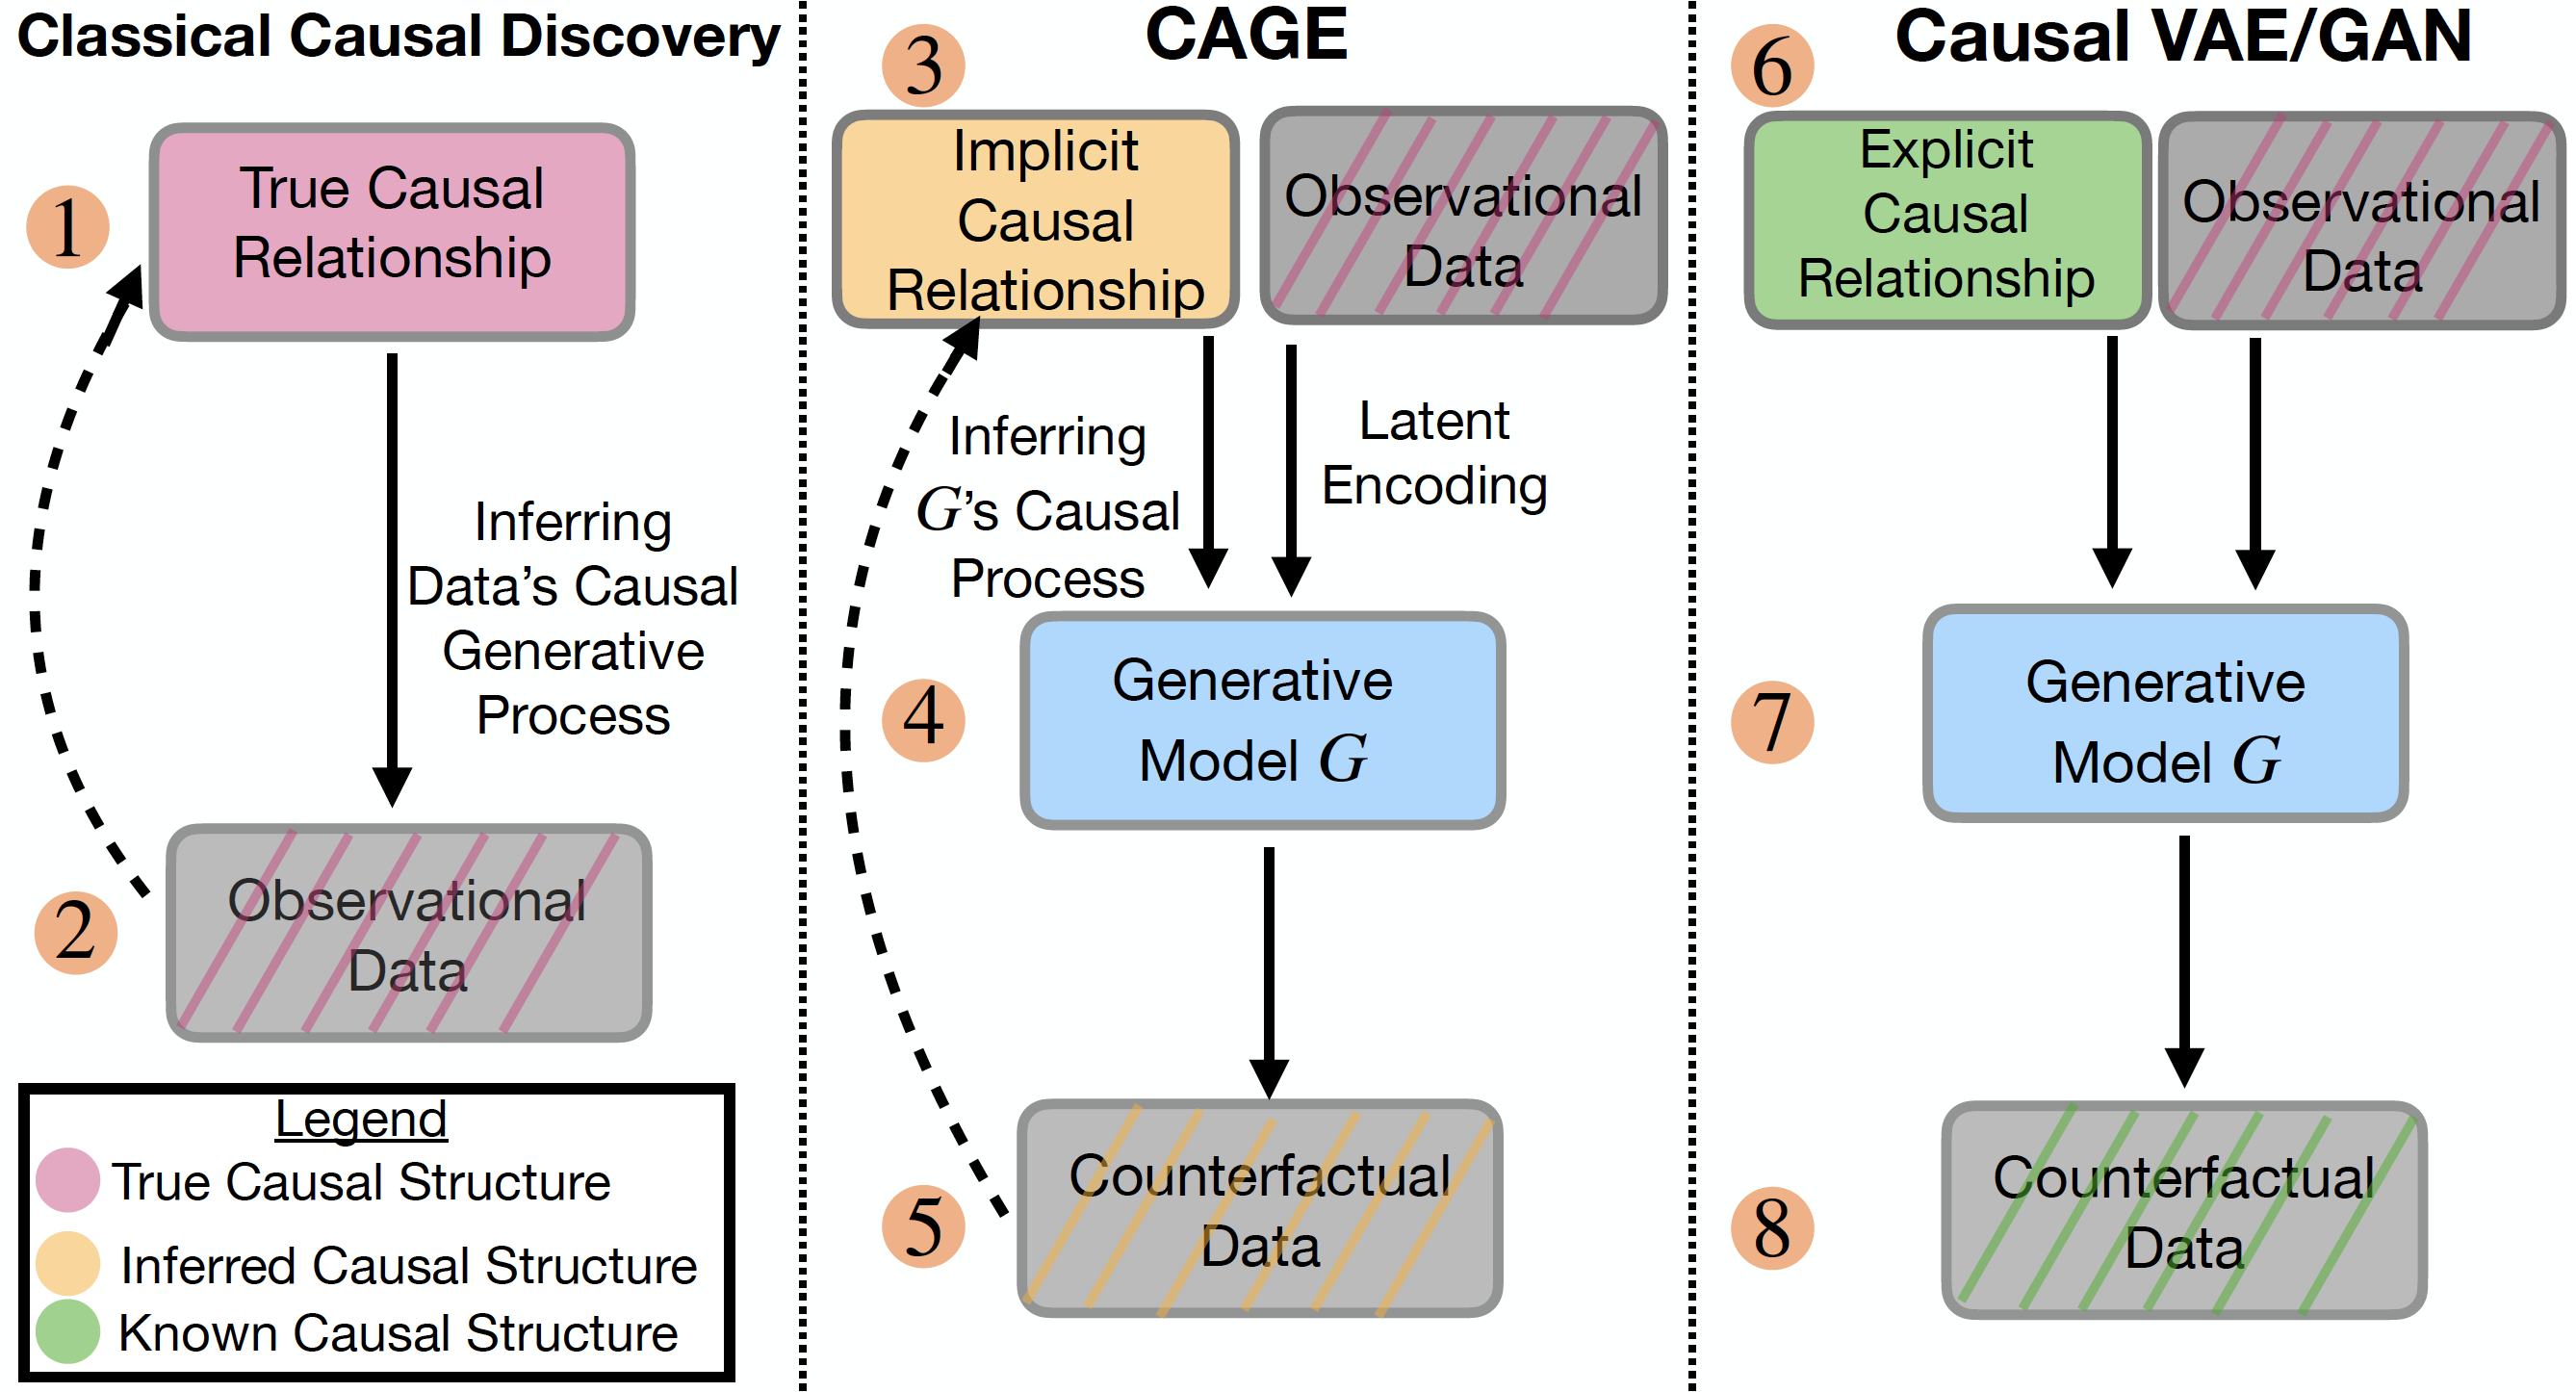 Classical Causal Discovery
1
True Causal
Relationship
Inferring
Data's Causal
Generative
Process
2
Observational
Data
Legend
True Causal Structure
Inferred Causal Structure
Known Causal Structure
CAGE
3
Implicit
Causal
Relationship
Observational
Data
Inferring
G's Causal
Process
Latent
Encoding
4
Generative
Model G
5
Counterfactual
Data
Causal VAE/GAN
6
Explicit
Causal
Relationship
Observational
Data
7
Generative
Model G
8
Counterfactual
Data